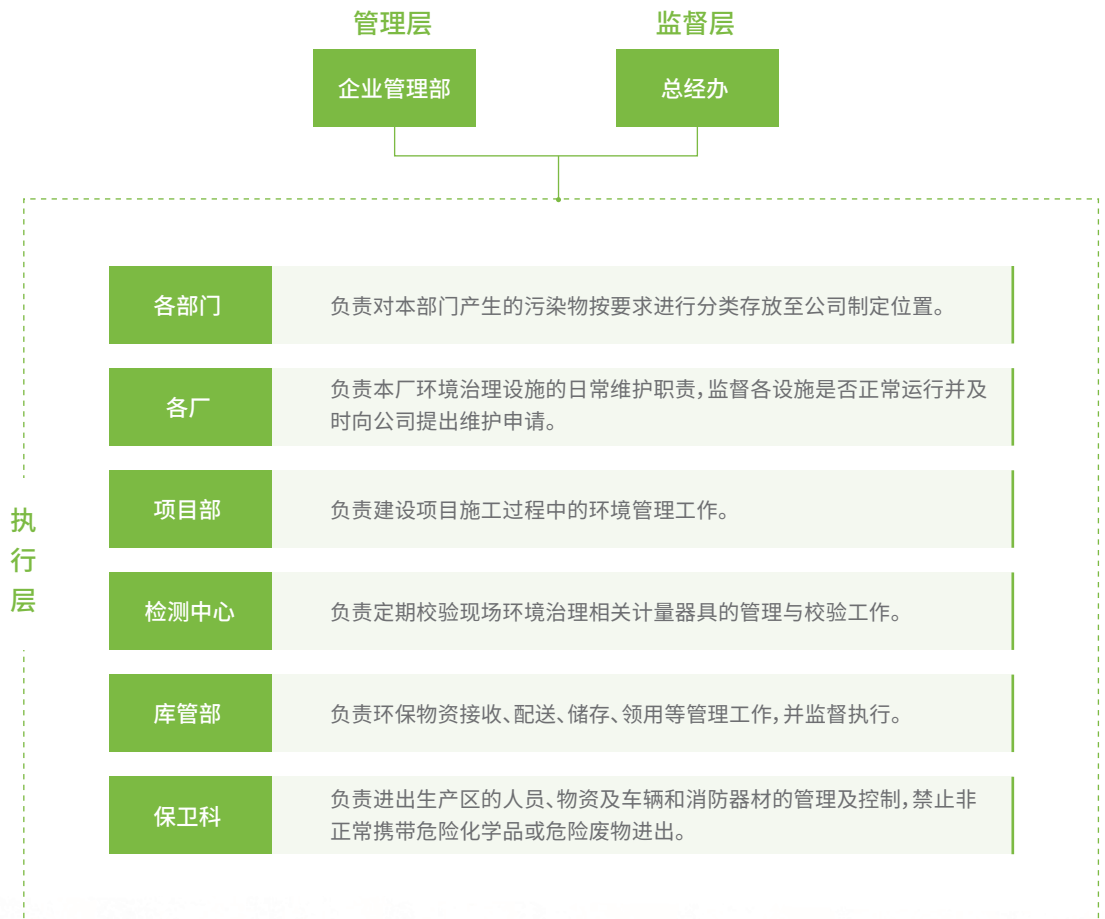 管理层
监督层
企业管理部
总经办
执行层
各部门
负责对本部门产生的污染物按要求进行分类存放至公司制定位置。
各厂
负责本厂环境治理设施的日常维护职责,监督各设施是否正常运行并及
时向公司提出维护申请。
项目部
负责建设项目施工过程中的环境管理工作。
检测中心
负责定期校验现场环境治理相关计量器具的管理与校验工作。
库管部
负责环保物资接收、配送、储存、领用等管理工作,并监督执行。
保卫科
负责进出生产区的人员、物资及车辆和消防器材的管理及控制,禁止非
正常携带危险化学品或危险废物进出。